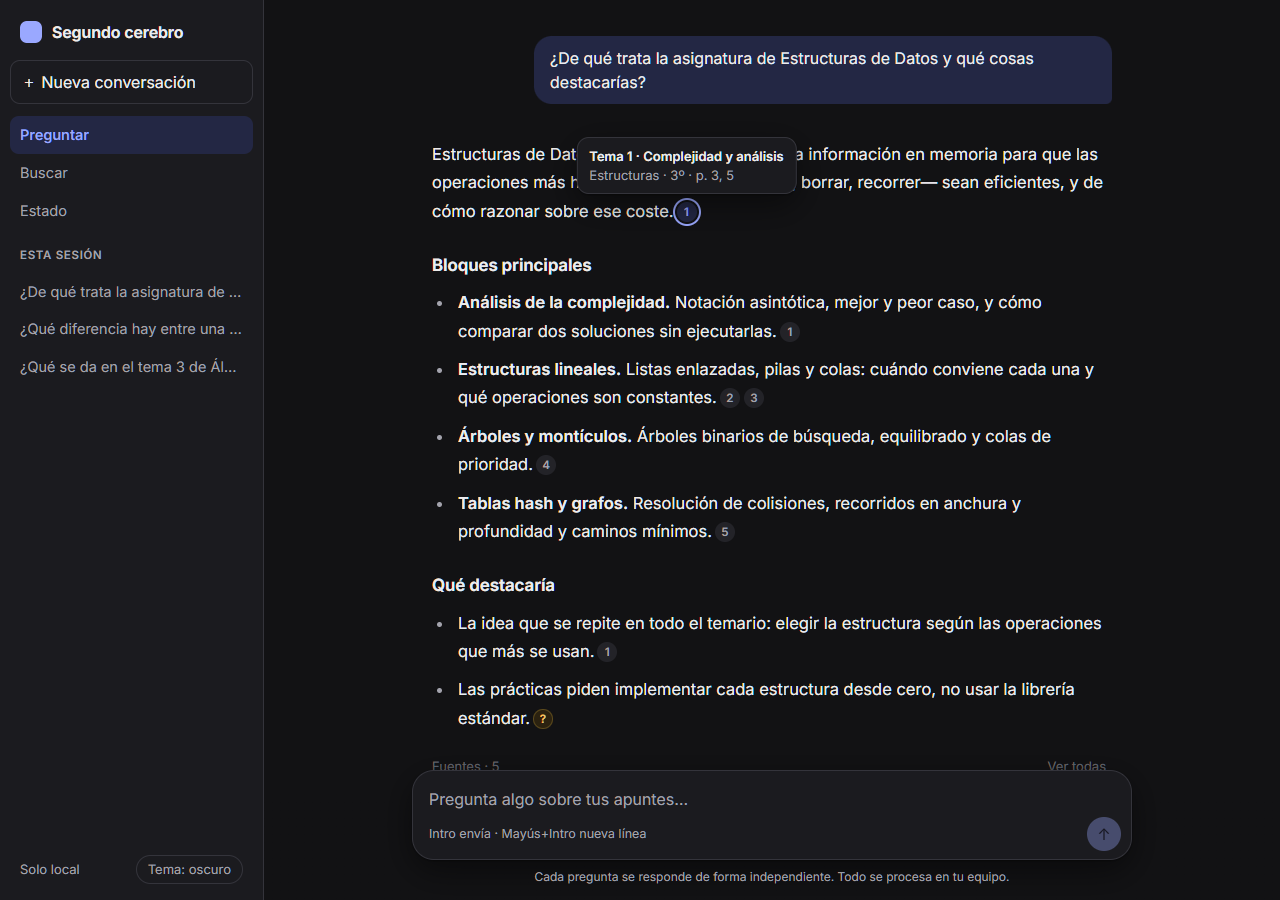 Segundo cerebro
+ Nueva conversación
Preguntar
Buscar
Estado
ESTA SESIÓN
¿De qué trata la asignatura de ...
¿Qué diferencia hay entre una ...
¿Qué se da en el tema 3 de Ál...
Solo local
Tema: oscuro
¿De qué trata la asignatura de Estructuras de Datos y qué cosas
destacarías?
Tema 1 · Complejidad y análisis
Estructuras · 3º · p. 3, 5
Estructuras de Dat a información en memoria para que las
operaciones más h borrar, recorrer— sean eficientes, y de
cómo razonar sobre ese coste. 1
Bloques principales
• Análisis de la complejidad. Notación asintótica, mejor y peor caso, y cómo
comparar dos soluciones sin ejecutarlas. 1
• Estructuras lineales. Listas enlazadas, pilas y colas: cuándo conviene cada una y
qué operaciones son constantes. 2 3
• Árboles y montículos. Árboles binarios de búsqueda, equilibrado y colas de
prioridad. 4
• Tablas hash y grafos. Resolución de colisiones, recorridos en anchura y
profundidad y caminos mínimos. 5
Qué destacaría
• La idea que se repite en todo el temario: elegir la estructura según las operaciones
que más se usan. 1
• Las prácticas piden implementar cada estructura desde cero, no usar la librería
estándar. ?
Fuentes · 5
Ver todas
Pregunta algo sobre tus apuntes...
Intro envía · Mayús+Intro nueva línea
Cada pregunta se responde de forma independiente. Todo se procesa en tu equipo.